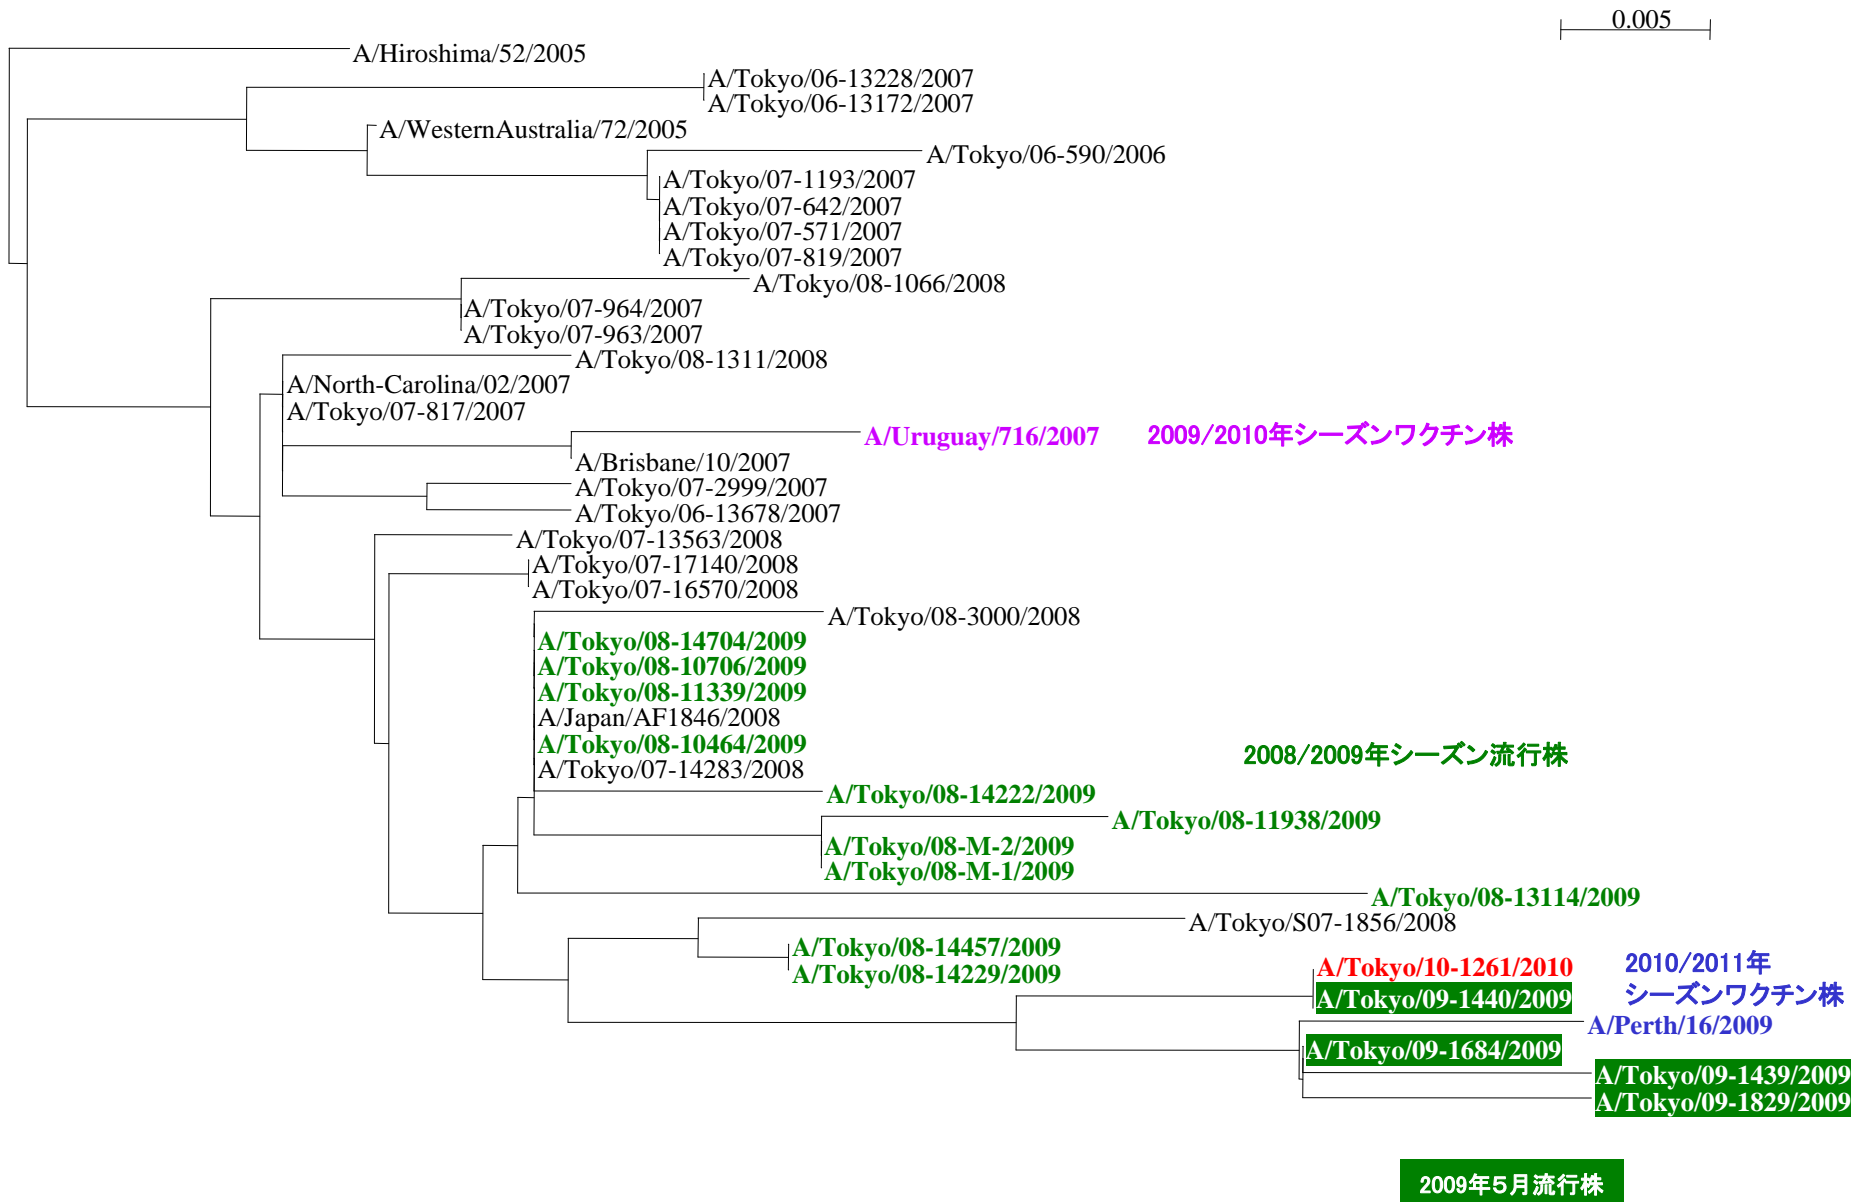 0.005
A/Hiroshima/52/2005
A/Tokyo/06-13228/2007
A/Tokyo/06-13172/2007
A/WesternAustralia/72/2005
A/Tokyo/06-590/2006
A/Tokyo/07-1193/2007
A/Tokyo/07-642/2007
A/Tokyo/07-571/2007
A/Tokyo/07-819/2007
A/Tokyo/08-1066/2008
A/Tokyo/07-964/2007
A/Tokyo/07-963/2007
A/Tokyo/08-1311/2008
A/North-Carolina/02/2007
A/Tokyo/07-817/2007
A/Uruguay/716/2007 2009/2010年シーズンワクチン株
A/Brisbane/10/2007
A/Tokyo/07-2999/2007
A/Tokyo/06-13678/2007
A/Tokyo/07-13563/2008
A/Tokyo/07-17140/2008
A/Tokyo/07-16570/2008
A/Tokyo/08-3000/2008
A/Tokyo/08-14704/2009
A/Tokyo/08-10706/2009
A/Tokyo/08-11339/2009
A/Japan/AF1846/2008
A/Tokyo/08-10464/2009
2008/2009年シーズン流行株
A/Tokyo/07-14283/2008
A/Tokyo/08-14222/2009
A/Tokyo/08-11938/2009
A/Tokyo/08-M-2/2009
A/Tokyo/08-M-1/2009
A/Tokyo/08-13114/2009
A/Tokyo/S07-1856/2008
A/Tokyo/08-14457/2009
A/Tokyo/08-14229/2009
A/Tokyo/10-1261/2010
2010/2011年
シーズンワクチン株
A/Tokyo/09-1440/2009
A/Perth/16/2009
A/Tokyo/09-1684/2009
A/Tokyo/09-1439/2009
A/Tokyo/09-1829/2009
2009年5月流行株